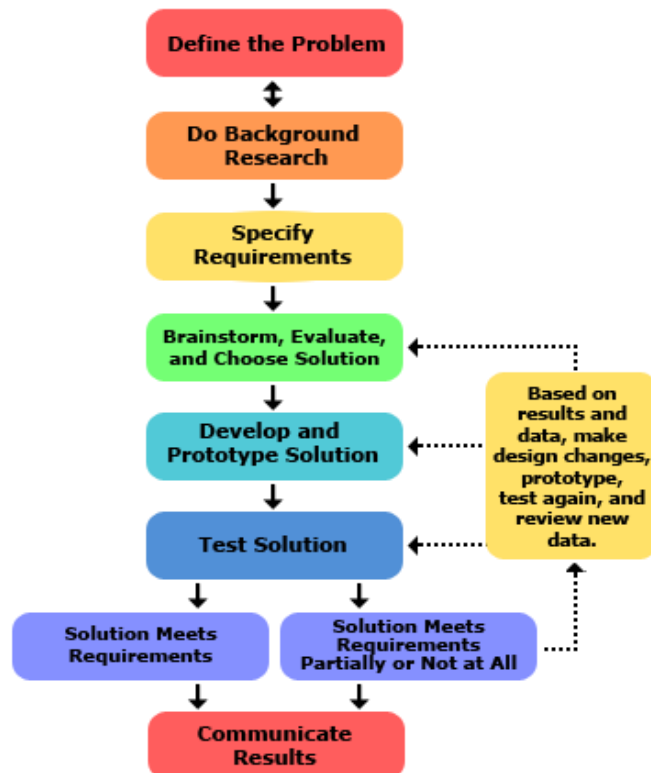 Define the Problem
Do Background
Research
Specify
Requirements
Brainstorm, Evaluate,
and Choose Solution
Develop and
Prototype Solution
Test Solution
Based on
results and
data, make
design changes,
prototype,
test again, and
review new
data.
Solution Meets
Requirements
Solution Meets
Requirements
Partially or Not at All
Communicate
Results